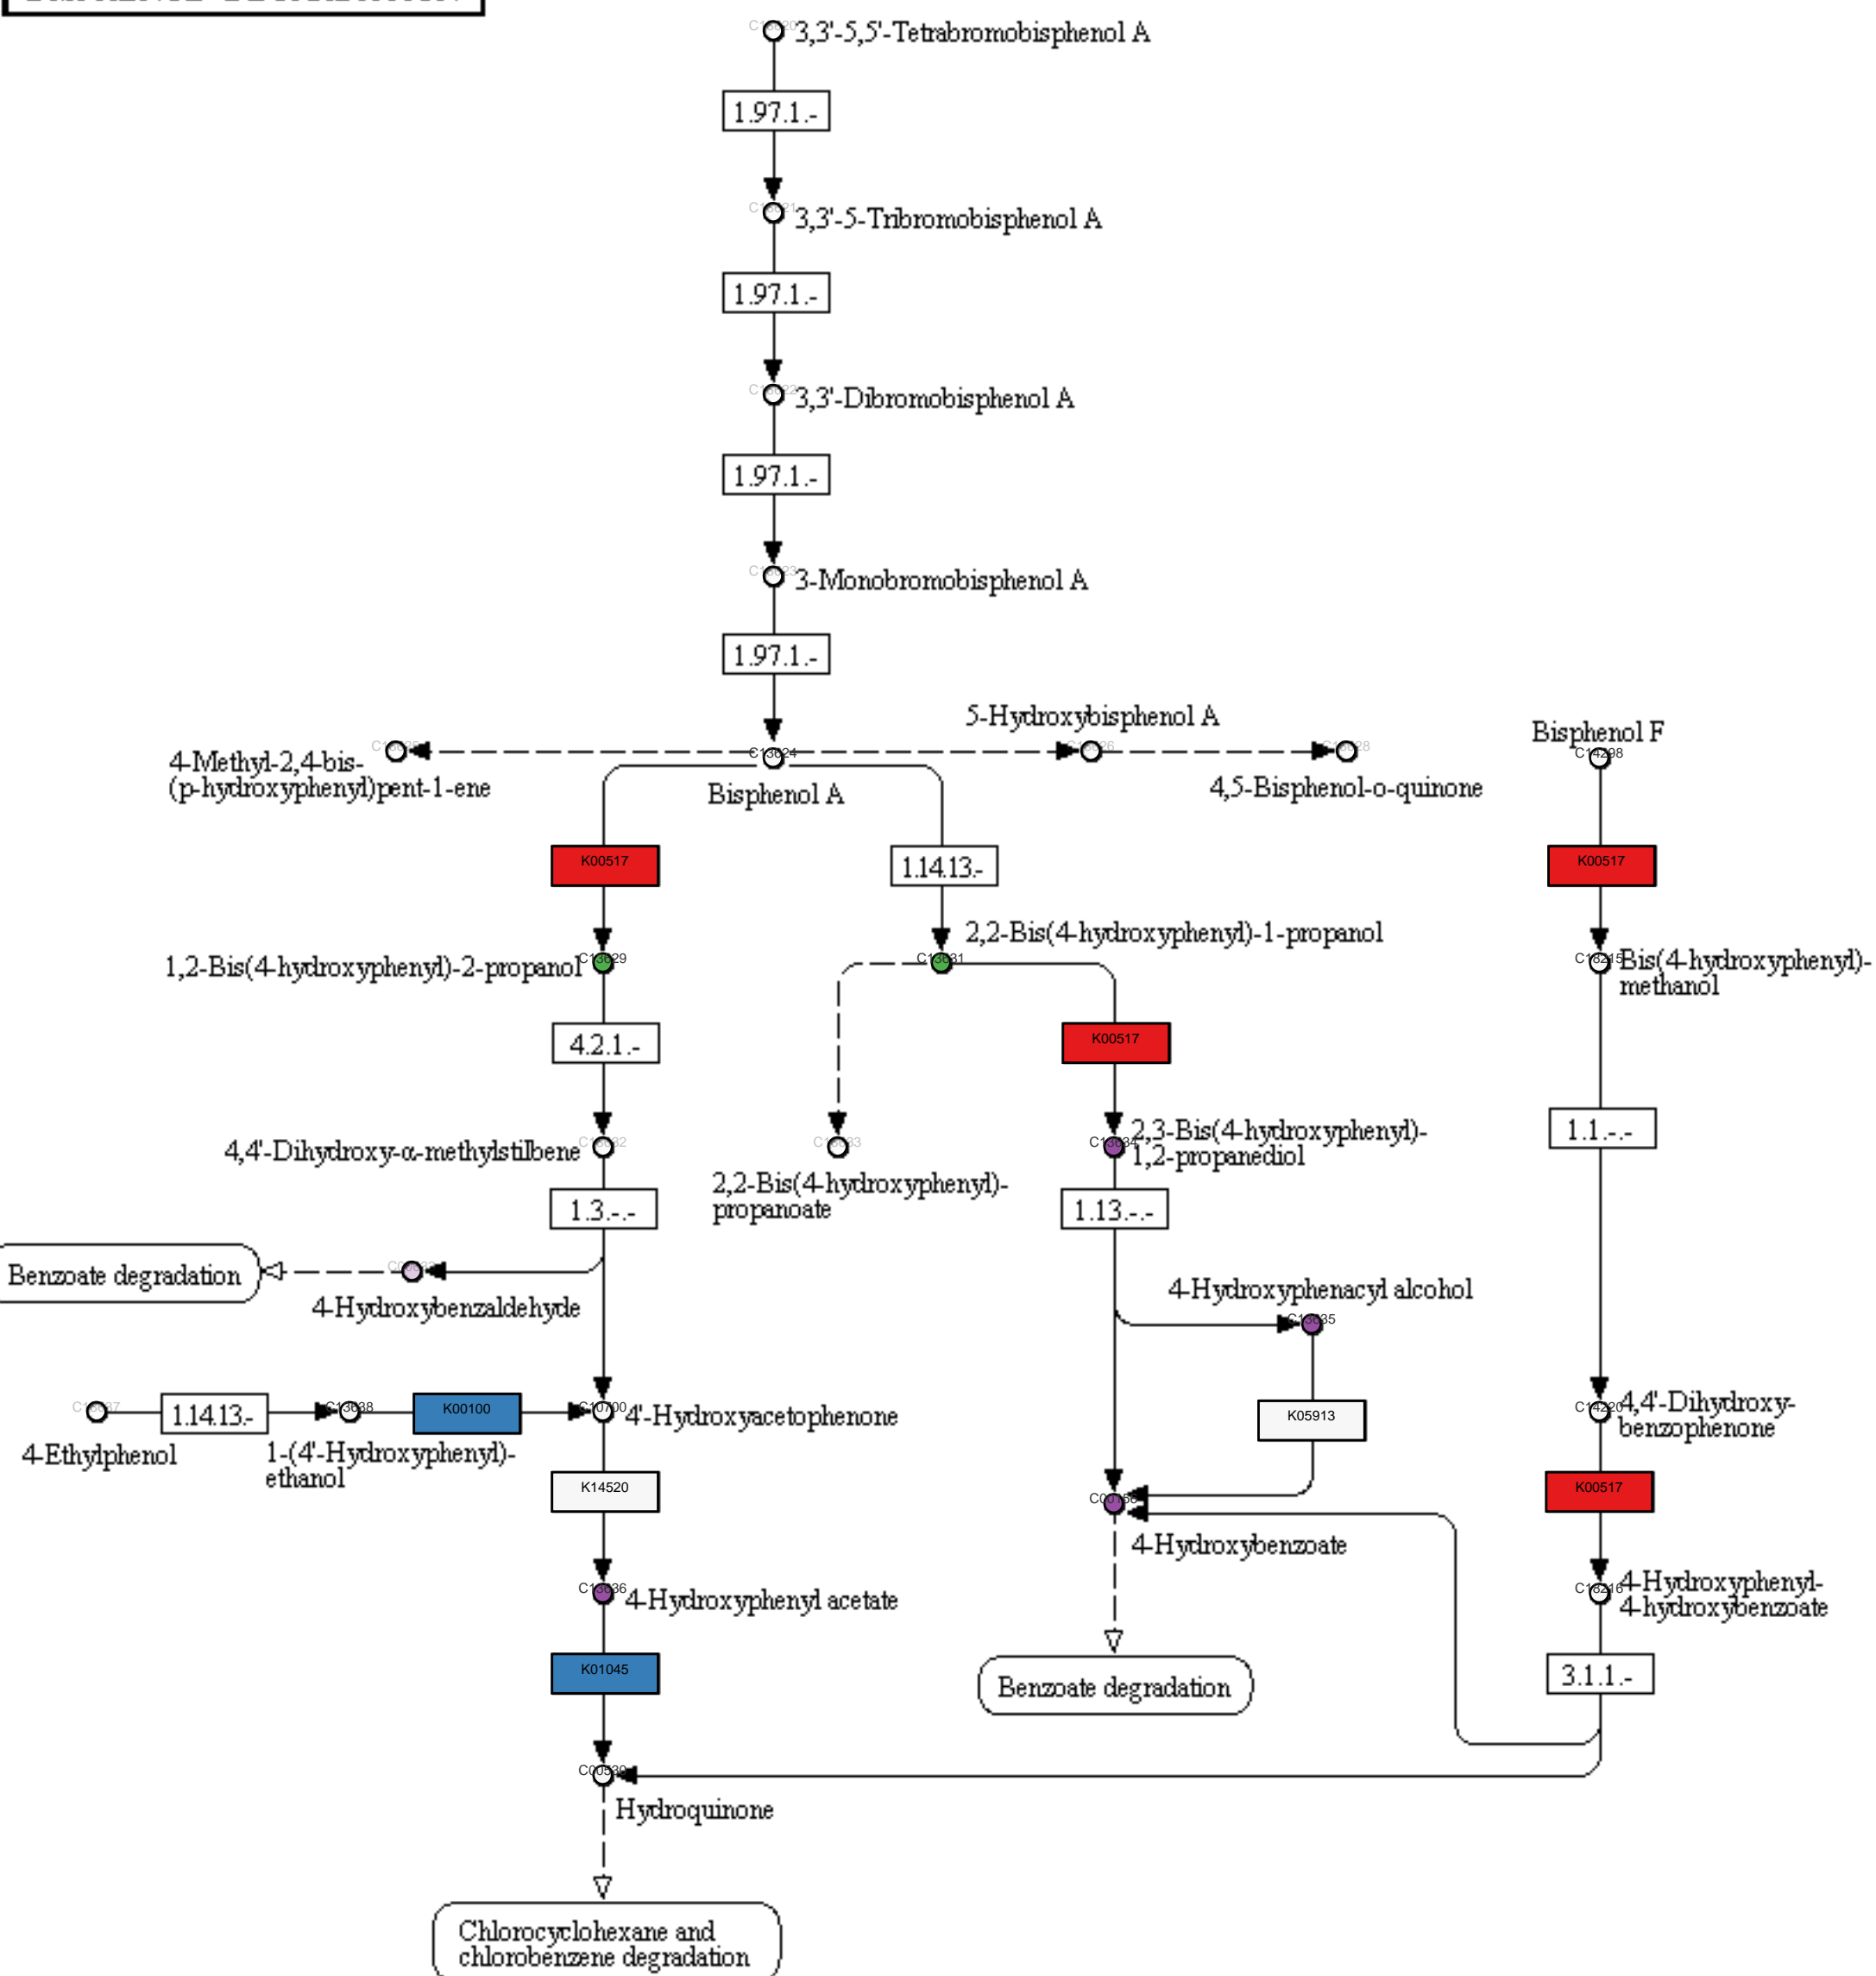 3,3'-5,5'-Tetrabromobisphenol A
1.97.1.-
3,3'-5-Tribromobisphenol A
1.97.1.-
3,3'-Dibromobisphenol A
1.97.1.-
3-Monobromobisphenol A
1.97.1.-
5-Hydroxybisphenol A
Bisphenol F
C13624
C14298
4-Methyl-2,4-bis-
(p-hydroxyphenyl)pent-1-ene
Bisphenol A
4,5-Bisphenol-o-quinone
K00517
1.14.13.-
K00517
2,2-Bis(4-hydroxyphenyl)-1-propanol
1,2-Bis(4-hydroxyphenyl)-2-propanol
C13629
C13631
C18215
Bis(4-hydroxyphenyl)-
methanol
4.2.1.-
K00517
1.1.-.-
4,4'-Dihydroxy-α-methylstilbene
2,3-Bis(4-hydroxyphenyl)-
1,2-propanediol
C13634
2,2-Bis(4-hydroxyphenyl)-
propanoate
1.3.-.-
1.13.-.-
Benzoate degradation
4-Hydroxybenzaldehyde
4-Hydroxyphenacyl alcohol
C13635
1.14.13.-
C13638
K00100
C10700
4'-Hydroxyacetophenone
K05913
C14220
4,4'-Dihydroxy-
benzophenone
4-Ethylphenol
1-(4'-Hydroxyphenyl)-
ethanol
K14520
C00156
K00517
4-Hydroxybenzoate
C13636
4-Hydroxyphenyl acetate
C18216
4-Hydroxyphenyl-
4-hydroxybenzoate
K01045
Benzoate degradation
3.1.1.-
C00530
Hydroquinone
Chlorocyclohexane and
chlorobenzene degradation